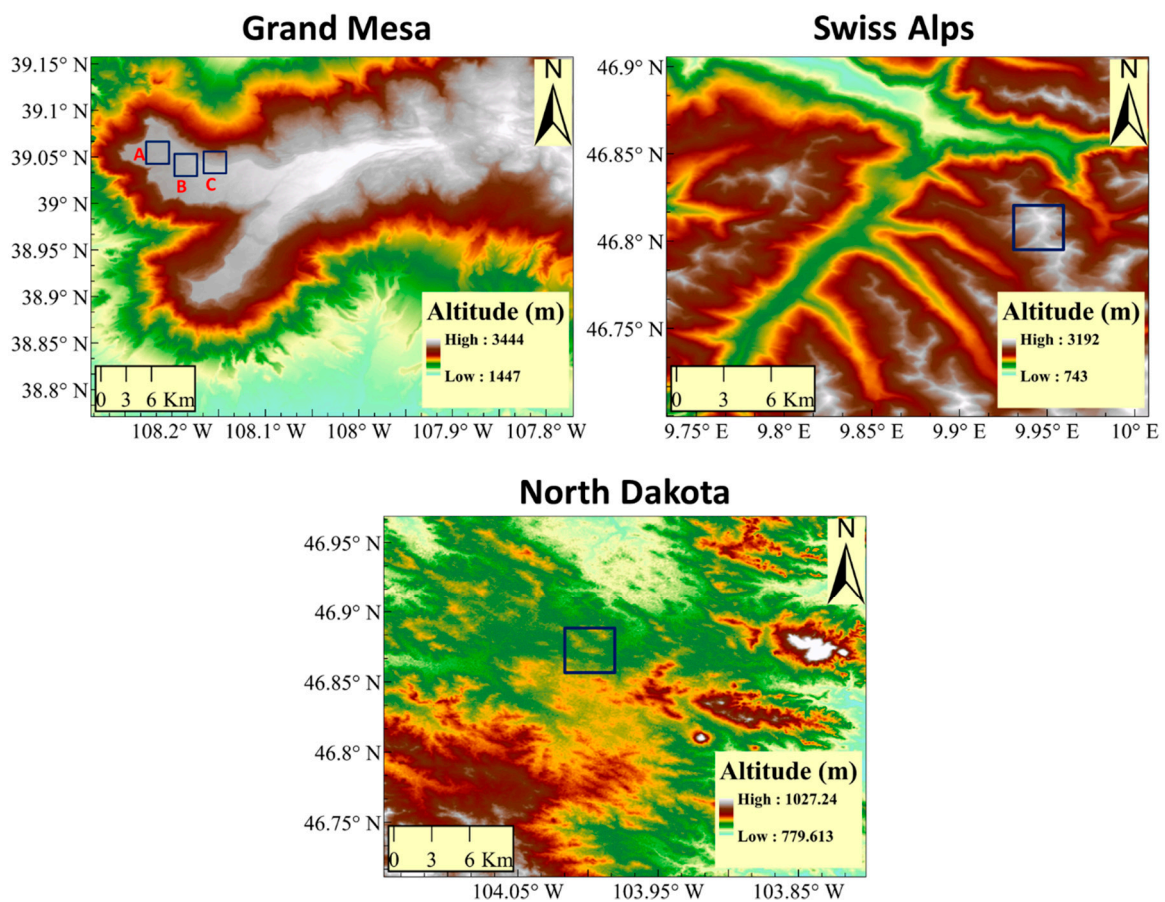 Grand Mesa
39.15° N
39.1° N
39.05° N
39° N
38.95° N
38.9° N
38.85° N
38.8° N
A
B
C
N
Altitude (m)
High : 3444
Low : 1447
0 3 6 Km
108.2° W 108.1° W 108° W 107.9° W 107.8° W
Swiss Alps
46.9° N
46.85° N
46.8° N
46.75° N
N
Altitude (m)
High : 3192
Low : 743
0 3 6 Km
9.75° E 9.8° E 9.85° E 9.9° E 9.95° E 10° E
North Dakota
46.95° N
46.9° N
46.85° N
46.8° N
46.75° N
N
Altitude (m)
High : 1027.24
Low : 779.613
0 3 6 Km
104.05° W 103.95° W 103.85° W